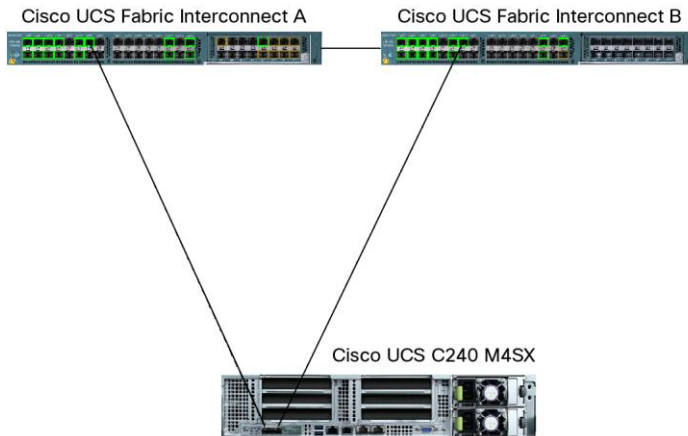 Cisco UCS Fabric Interconnect A
Cisco UCS Fabric Interconnect B
Cisco UCS C240 M4SX